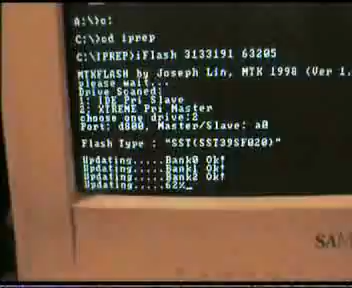 A:\>c:
C:\>cd iprep
C:\IPREP>iFlash 3133191 63205
MTKFLASH by Joseph Lin, MTK 1998 (Ver 1.
please wait...
Drive Scaned:
1: IDE Pri Slave
2: XTREME Pri Master
choose one drive:2
Port: d800, Master/Slave: a0
Flash Type : "SST(SST39SF020)"
Updating.....Bank0 Ok!
Updating.....Bank1 Ok!
Updating.....Bank2 Ok!
Updating.....62%_
SAM